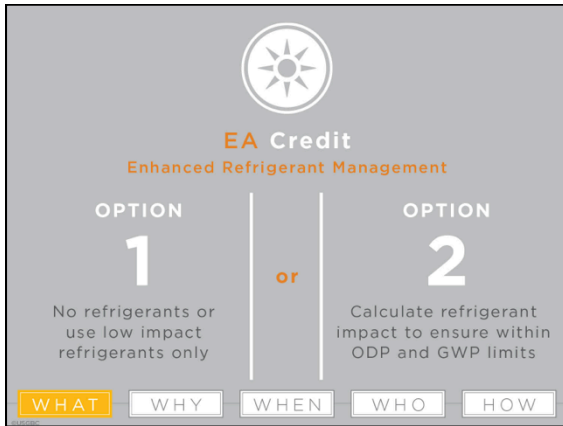 EA Credit
Enhanced Refrigerant Management
OPTION
1
No refrigerants or
use low impact
refrigerants only
or
OPTION
2
Calculate refrigerant
impact to ensure within
ODP and GWP limits
WHAT
WHY
WHEN
WHO
HOW
©USGBC